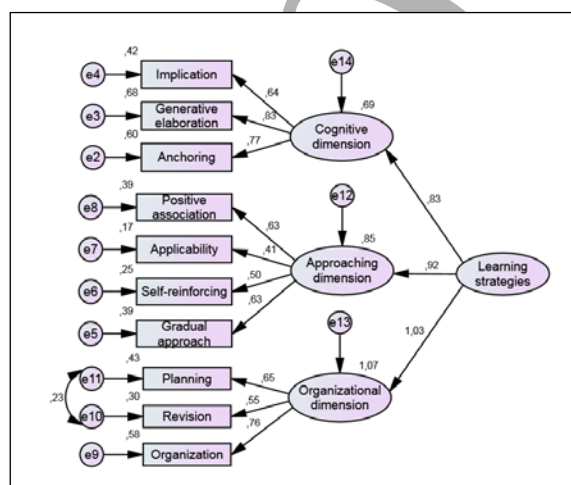 ,42
e4
Implication
,64
e14
,68
e3
Generative
elaboration
,83
,69
Cognitive
dimension
,60
e2
Anchoring
,77
,83
,39
e8
Positive
association
,63
e12
,85
,17
e7
Applicability
,41
Approaching
dimension
,92
Learning
strategies
,25
e6
Self-reinforcing
,50
,39
e5
Gradual
approach
,63
e13
1,03
,43
e11
Planning
,65
1,07
,23
,30
e10
Revision
,55
Organizational
dimension
,58
e9
Organization
,76